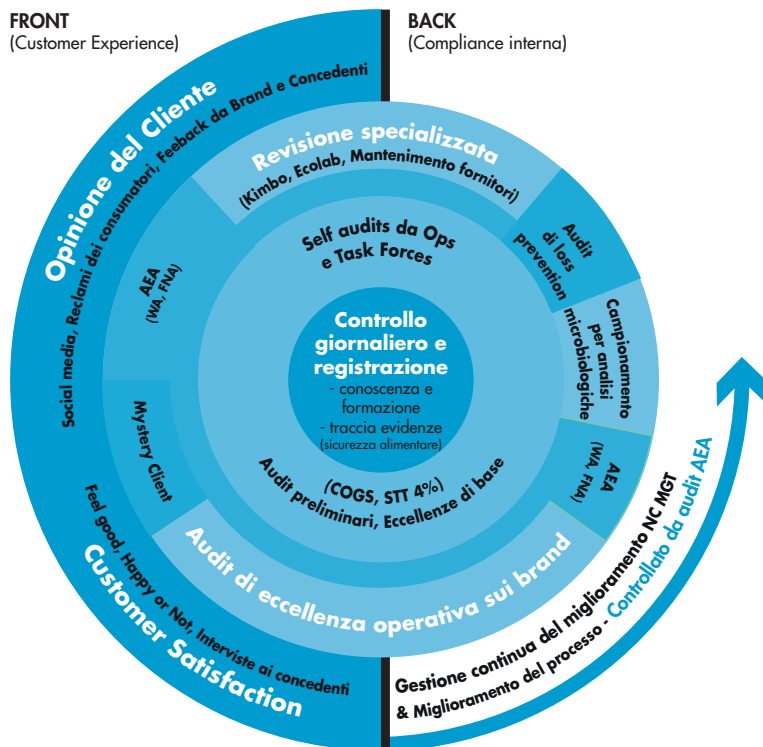 FRONT
(Customer Experience)
BACK
(Compliance interna)
Opinione del Cliente
Social media, Reclami dei consumatori, Feeback da Brand e Concedenti
Revisione specializzata
(Kimbo, Ecolab, Mantenimento fornitori)
AEA
(WA, FNA)
Self audits da Ops
e Task Forces
Audit
di loss
prevention
Campionamento
per analisi
microbiologiche
Controllo
giornaliero e
registrazione
- conoscenza e
formazione
- traccia evidenze
(sicurezza alimentare)
Mystery Client
AEA
(WA, FNA)
(COGS, STT 4%)
Audit preliminari, Eccellenze di base
Audit di eccellenza operativa sui brand
Feel good, Happy or Not, Interviste ai concedenti
Customer Satisfaction
Gestione continua del miglioramento NC MGT
& Miglioramento del processo - Controllato da audit AEA